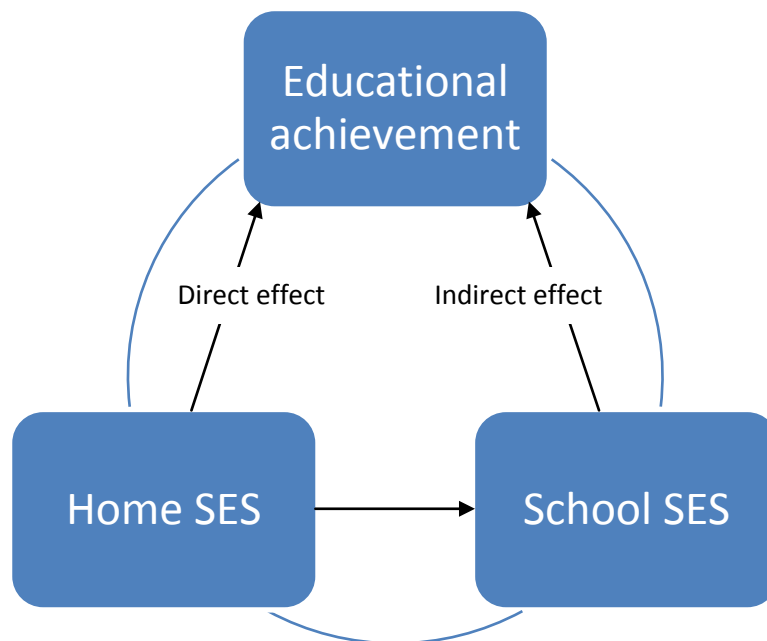 Educational
achievement
Direct effect
Indirect effect
Home SES
School SES